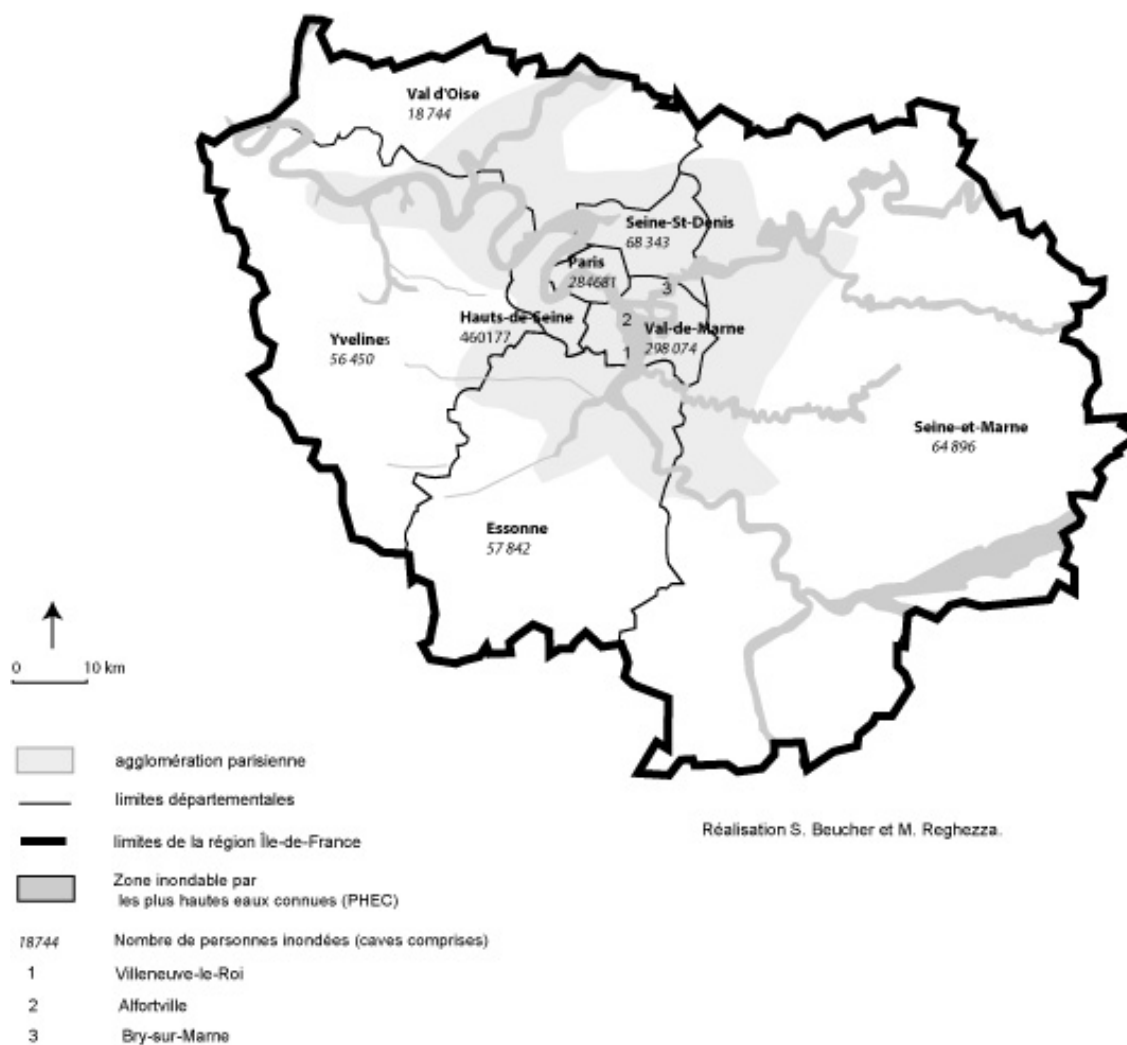 Val d'Oise
18 744
Seine-St-Denis
68 343
Paris
284681
3
Hauts-de-Seine
460177
2
Val-de-Marne
298 074
1
Yvelines
56 450
Seine-et-Marne
64 896
Essonne
57 842
0 10 km
agglomération parisienne
limites départementales
limites de la région Île-de-France
Zone inondable par
les plus hautes eaux connues (PHEC)
18744 Nombre de personnes inondées (caves comprises)
1 Villeneuve-le-Roi
2 Alfortville
3 Bry-sur-Marne
Réalisation S. Beucher et M. Reghezza.